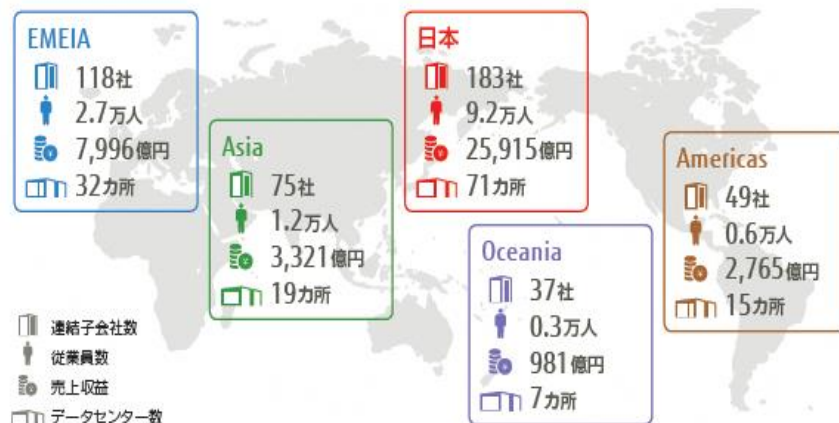 EMEIA
118社
2.7万人
7,996億円
32カ所
Asia
75社
1.2万人
3,321億円
19カ所
日本
183社
9.2万人
25,915億円
71カ所
Oceania
37社
0.3万人
981億円
7カ所
Americas
49社
0.6万人
2,765億円
15カ所
連結子会社数
従業員数
売上収益
データセンター数